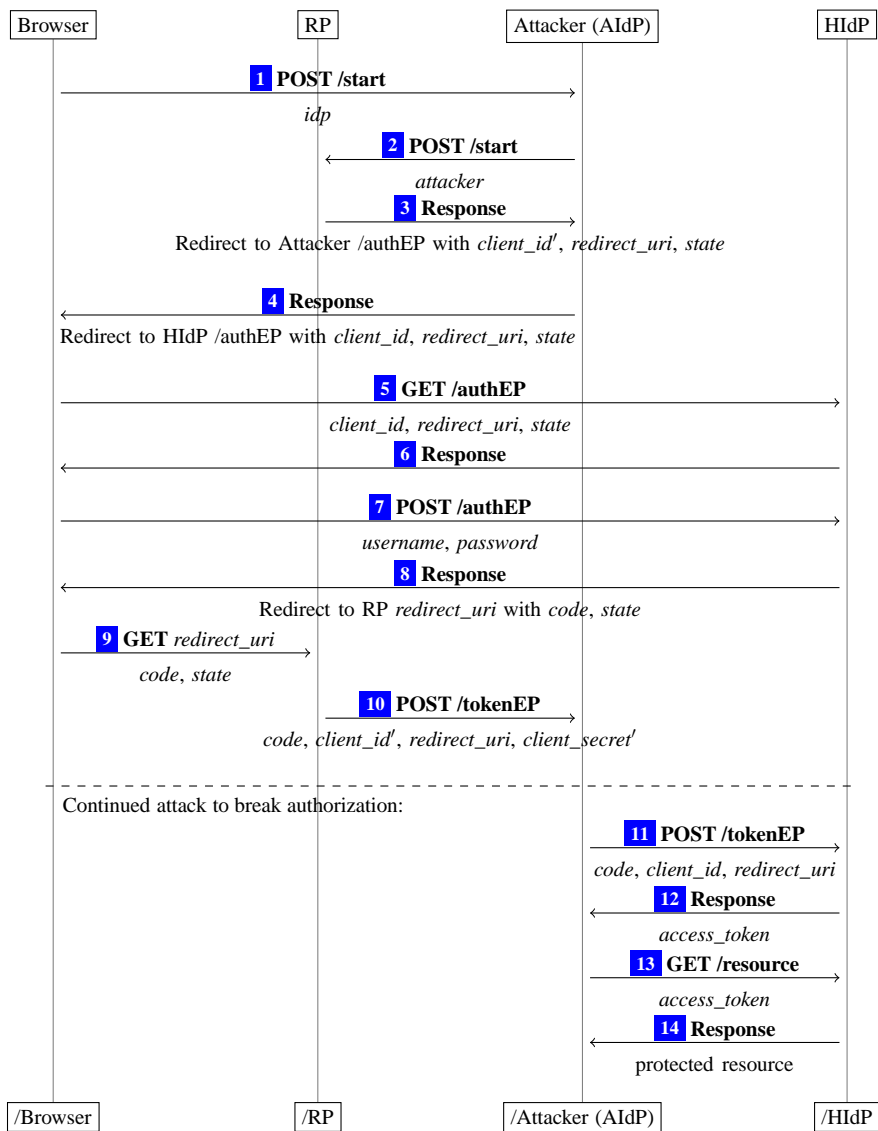 Browser RP Attacker (AIdP) HIdP
1 POST /start
idp
2 POST /start
attacker
3 Response
Redirect to Attacker /authEP with client_id′, redirect_uri, state
4 Response
Redirect to HIdP /authEP with client_id, redirect_uri, state
5 GET /authEP
client_id, redirect_uri, state
6 Response
7 POST /authEP
username, password
8 Response
Redirect to RP redirect_uri with code, state
9 GET redirect_uri
code, state
10 POST /tokenEP
code, client_id′, redirect_uri, client_secret′
Continued attack to break authorization:
11 POST /tokenEP
code, client_id, redirect_uri
12 Response
access_token
13 GET /resource
access_token
14 Response
protected resource
/Browser /RP /Attacker (AIdP) /HIdP